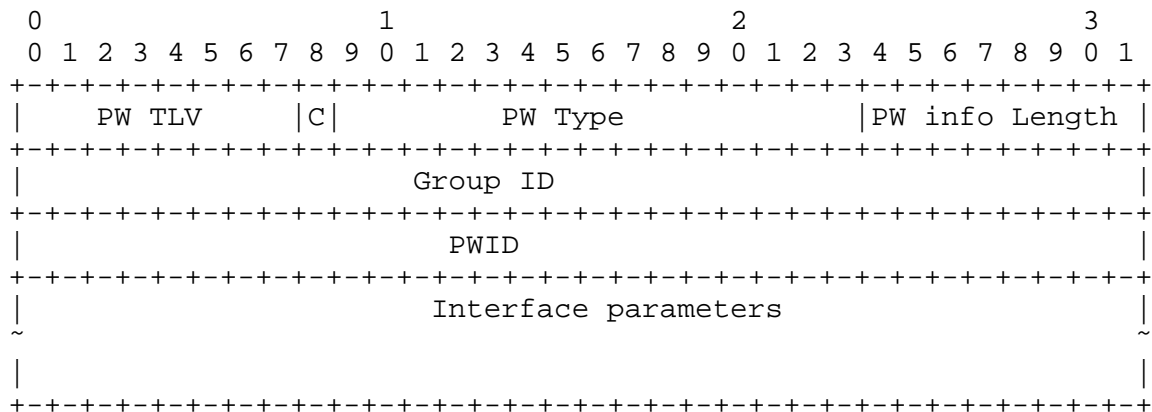 0                   1                   2                   3
 0 1 2 3 4 5 6 7 8 9 0 1 2 3 4 5 6 7 8 9 0 1 2 3 4 5 6 7 8 9 0 1
+-+-+-+-+-+-+-+-+-+-+-+-+-+-+-+-+-+-+-+-+-+-+-+-+-+-+-+-+-+-+-+-+
|    PW TLV     |C|         PW Type             |PW info Length |
+-+-+-+-+-+-+-+-+-+-+-+-+-+-+-+-+-+-+-+-+-+-+-+-+-+-+-+-+-+-+-+-+
|                      Group ID                                 |
+-+-+-+-+-+-+-+-+-+-+-+-+-+-+-+-+-+-+-+-+-+-+-+-+-+-+-+-+-+-+-+-+
|                        PWID                                   |
+-+-+-+-+-+-+-+-+-+-+-+-+-+-+-+-+-+-+-+-+-+-+-+-+-+-+-+-+-+-+-+-+
|                       Interface parameters                    |
~                                                               ~
|                                                               |
+-+-+-+-+-+-+-+-+-+-+-+-+-+-+-+-+-+-+-+-+-+-+-+-+-+-+-+-+-+-+-+-+